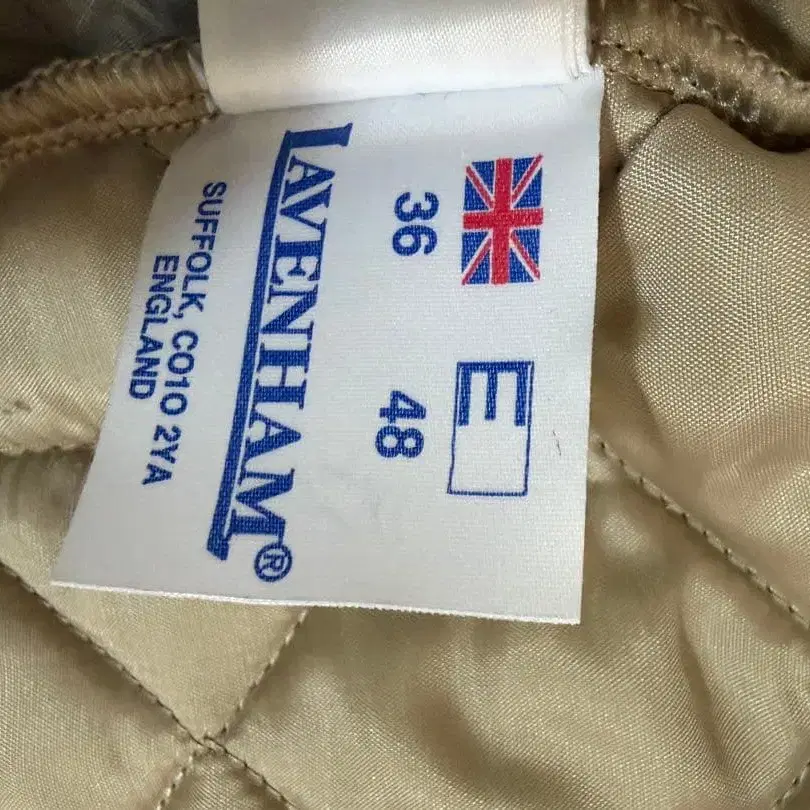 36
E
48
LAVENHAM®
SUFFOLK, CO10 2YA
ENGLAND